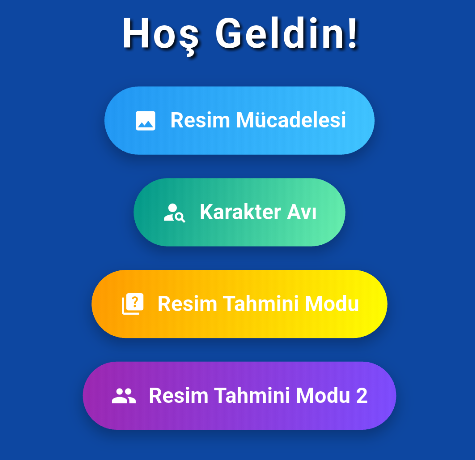 Hoş Geldin!
Resim Mücadelesi
Karakter Avı
Resim Tahmini Modu
Resim Tahmini Modu 2